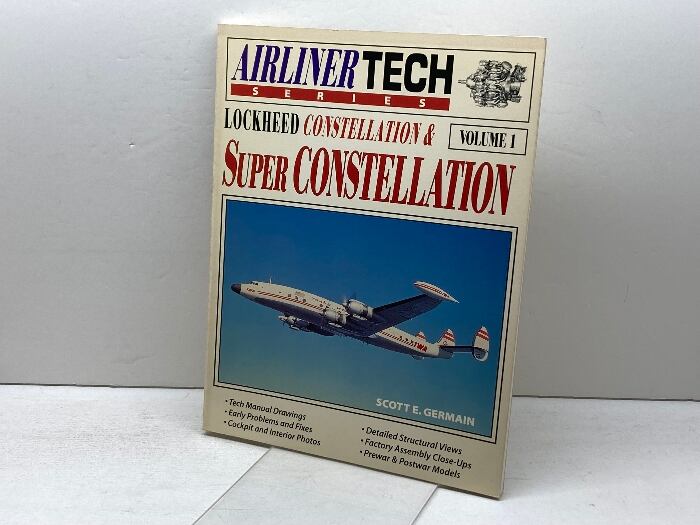 AIRLINER TECH
SERIES
LOCKHEED CONSTELLATION &
VOLUME 1
SUPER CONSTELLATION
TWA
SCOTT E. GERMAIN
• Tech Manual Drawings
• Early Problems and Fixes
• Cockpit and Interior Photos
• Detailed Structural Views
• Factory Assembly Close-Ups
• Prewar & Postwar Models